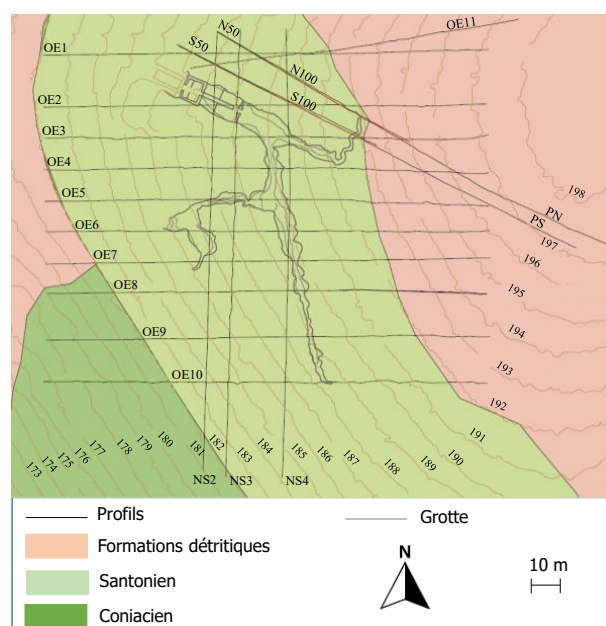 OE11
N50
OE1
S50
N100
OE2
S100
OE3
OE4
198
OE5
PN
PS
197
OE6
196
OE7
195
OE8
194
OE9
193
OE10
192
191
190
189
188
187
186
185
184
183
182
181
180
179
178
177
176
175
174
173
NS2
NS3
NS4
Profils
Grotte
Formations détritiques
N
10 m
Santonien
Coniacien